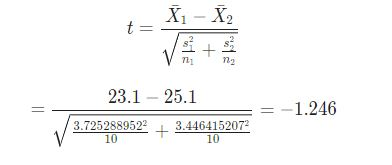 t = \frac{\bar{X}_1 - \bar{X}_2}{\sqrt{\frac{s_1^2}{n_1} + \frac{s_2^2}{n_2}}}
= \frac{23.1 - 25.1}{\sqrt{\frac{3.725288952^2}{10} + \frac{3.446415207^2}{10}}} = -1.246